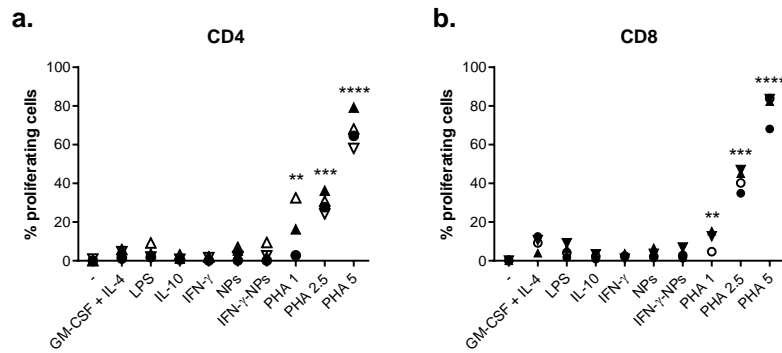 a.
CD4
% proliferating cells
100
80
60
40
20
0
**
***
****
-
GM-CSF + IL-4
LPS
IL-10
IFN-γ
NPs
IFN-γ-NPs
PHA 1
PHA 2.5
PHA 5
b.
CD8
% proliferating cells
100
80
60
40
20
0
**
***
****
-
GM-CSF + IL-4
LPS
IL-10
IFN-γ
NPs
IFN-γ-NPs
PHA 1
PHA 2.5
PHA 5